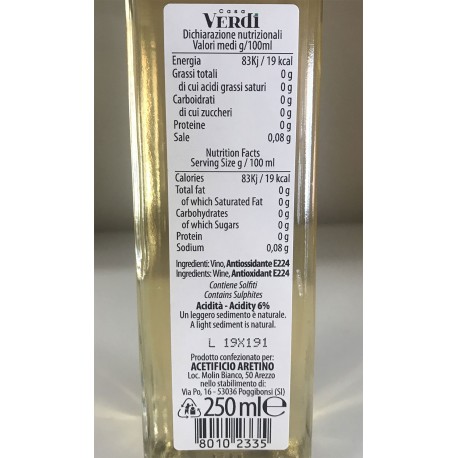 Casa
VERDi
Dichiarazione nutrizionali
Valori medi g/100ml
Energia 83Kj / 19 kcal
Grassi totali 0 g
di cui acidi grassi saturi 0 g
Carboidrati 0 g
di cui zuccheri 0 g
Proteine 0 g
Sale 0,08 g
Nutrition Facts
Serving Size g / 100 ml
Calories 83Kj / 19 kcal
Total fat 0 g
of which Saturated Fat 0 g
Carbohydrates 0 g
of which Sugars 0 g
Protein 0 g
Sodium 0,08 g
Ingredienti: Vino, Antiossidante E224
Ingredients: Wine, Antioxidant E224
Contiene Solfiti
Contains Sulphites
Acidità - Acidity 6%
Un leggero sedimento è naturale.
A light sediment is natural.
L 19X191
Prodotto confezionato per:
ACETIFICIO ARETINO
Loc. Molin Bianco, 50 Arezzo
nello stabilimento di:
Via Po, 16 - 53036 Poggibonsi (SI)
250 ml e
8010 2335